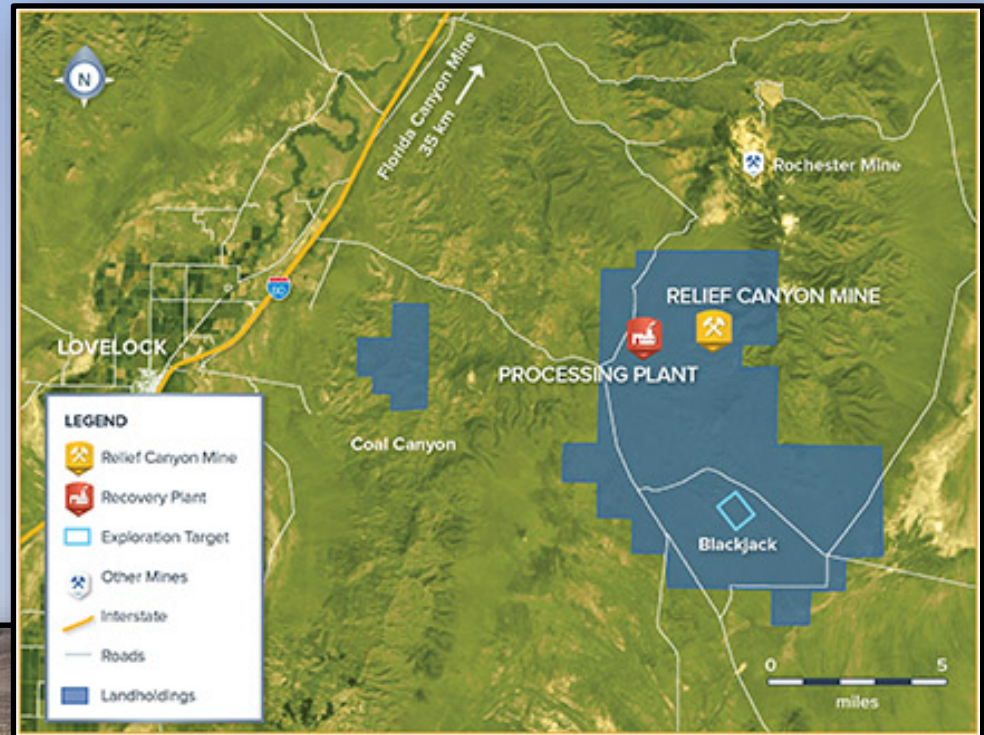 N
Florida Canyon Mine
35 km
Rochester Mine
80
RELIEF CANYON MINE
LOVELOCK
PROCESSING PLANT
Coal Canyon
Blackjack
LEGEND
Relief Canyon Mine
Recovery Plant
Exploration Target
Other Mines
Interstate
Roads
Landholdings
0 5
miles